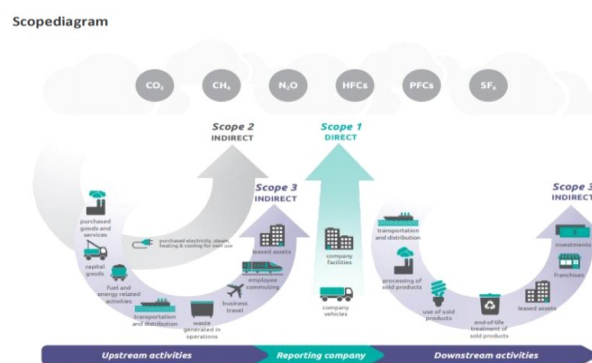 Scopediagram
CO₂ CH₄ N₂O HFCs PFCs SF₆
Scope 2
INDIRECT
Scope 1
DIRECT
Scope 3
INDIRECT
Scope 3
INDIRECT
purchased
goods and
services
capital
goods
fuel and
energy related
activities
transportation
and distribution
waste
generated in
operations
business
travel
employee
commuting
leased assets
purchased electricity, steam,
heating & cooling for own use
company
facilities
company
vehicles
transportation
and distribution
processing of
sold products
use of sold
products
end-of-life
treatment of
sold products
leased assets
franchises
investments
Upstream activities
Reporting company
Downstream activities